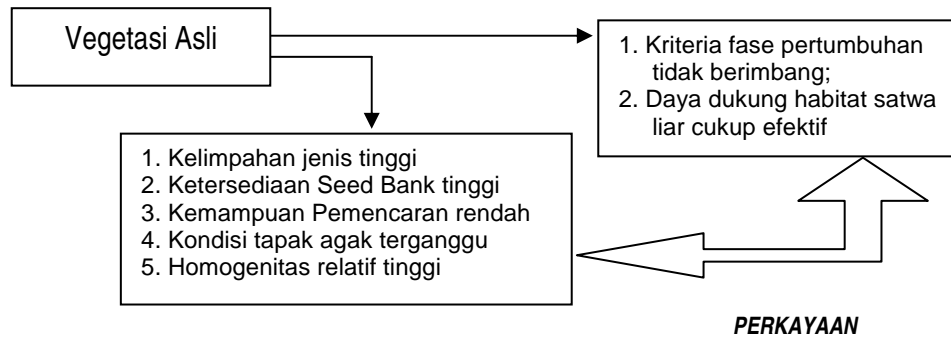 Vegetasi Asli
1. Kriteria fase pertumbuhan
tidak berimbang;
2. Daya dukung habitat satwa
liar cukup efektif
1. Kelimpahan jenis tinggi
2. Ketersediaan Seed Bank tinggi
3. Kemampuan Pemencaran rendah
4. Kondisi tapak agak terganggu
5. Homogenitas relatif tinggi
PERKAYAAN